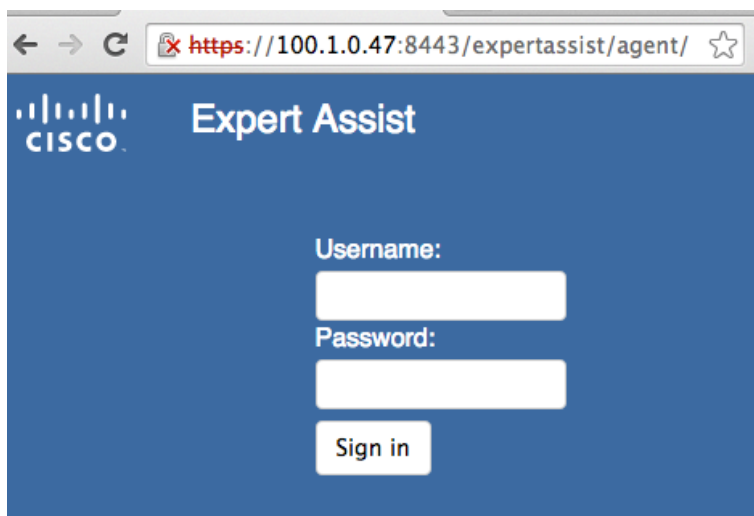 https://100.1.0.47:8443/expertassist/agent/
CISCO.
Expert Assist
Username:
Password:
Sign in